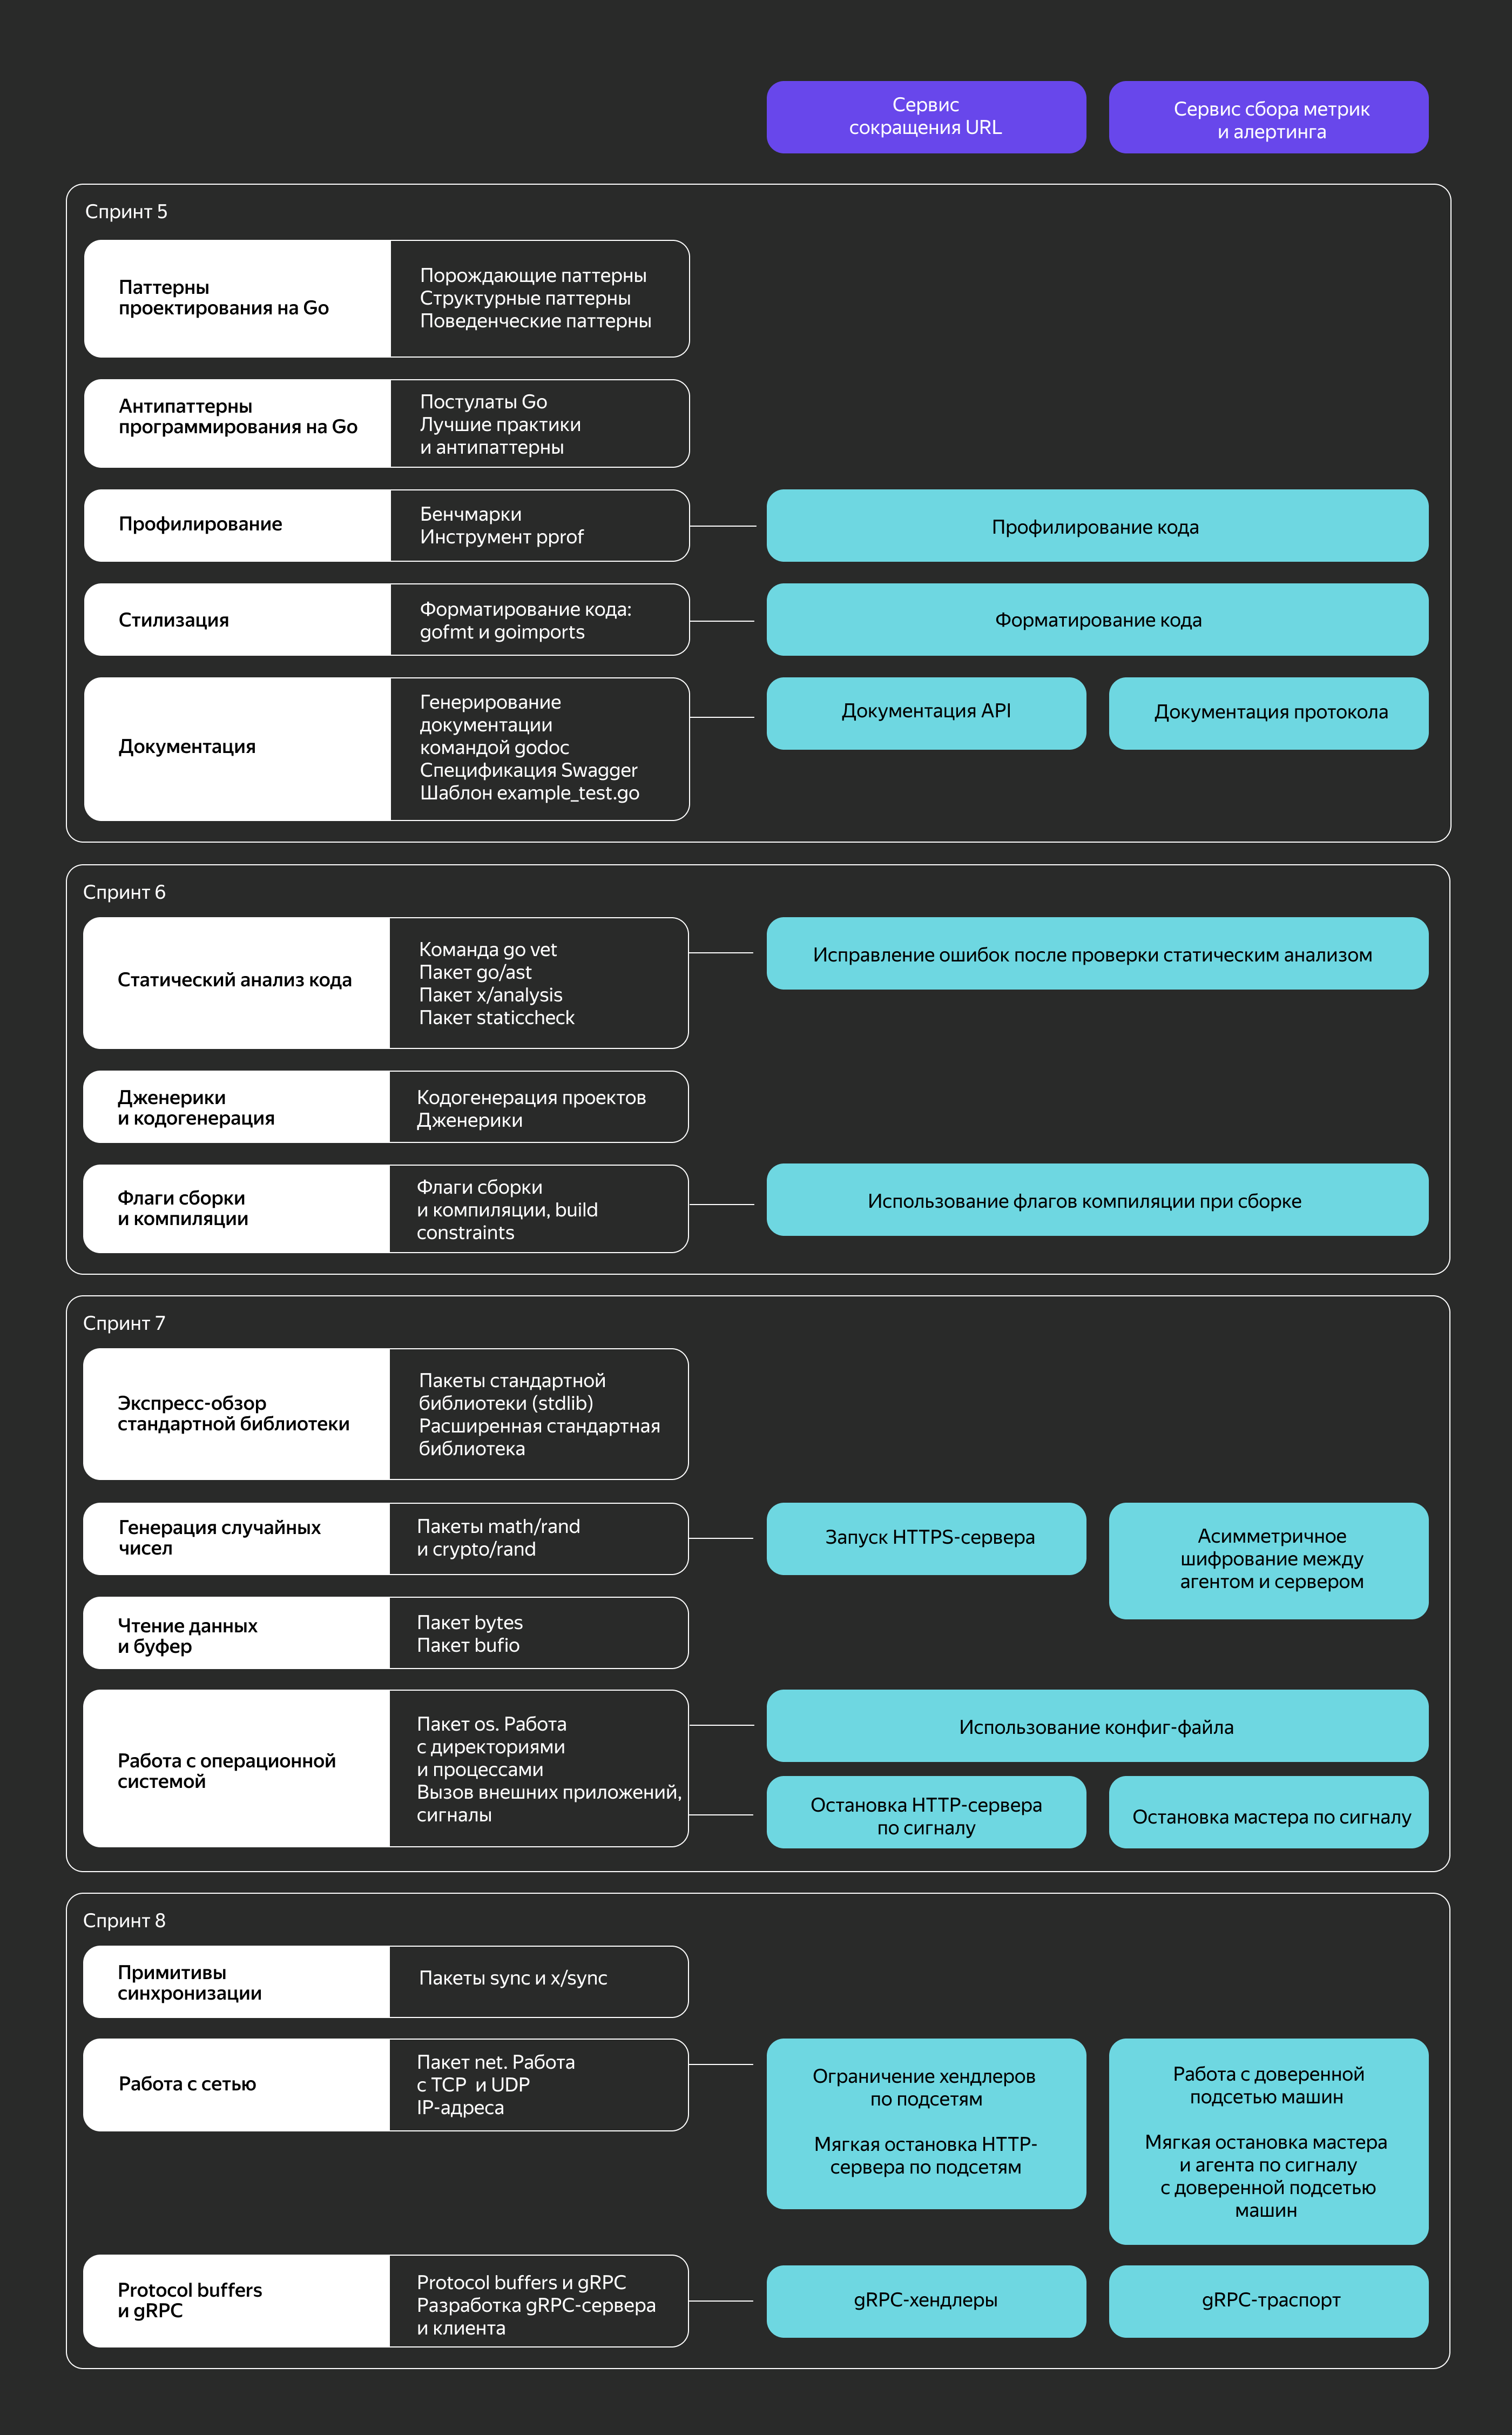 Сервис
сокращения URL
Сервис сбора метрик
и алертинга
Спринт 5
Паттерны
проектирования на Go
Порождающие паттерны
Структурные паттерны
Поведенческие паттерны
Антипаттерны
программирования на Go
Постулаты Go
Лучшие практики
и антипаттерны
Профилирование
Бенчмарки
Инструмент pprof
Профилирование кода
Стилизация
Форматирование кода:
gofmt и goimports
Форматирование кода
Документация
Генерирование
документации
командой godoc
Спецификация Swagger
Шаблон example_test.go
Документация API
Документация протокола
Спринт 6
Статический анализ кода
Команда go vet
Пакет go/ast
Пакет x/analysis
Пакет staticcheck
Исправление ошибок после проверки статическим анализом
Дженерики
и кодогенерация
Кодогенерация проектов
Дженерики
Флаги сборки
и компиляции
Флаги сборки
и компиляции, build
constraints
Использование флагов компиляции при сборке
Спринт 7
Экспресс-обзор
стандартной библиотеки
Пакеты стандартной
библиотеки (stdlib)
Расширенная стандартная
библиотека
Генерация случайных
чисел
Пакеты math/rand
и crypto/rand
Запуск HTTPS-сервера
Асимметричное
шифрование между
агентом и сервером
Чтение данных
и буфер
Пакет bytes
Пакет bufio
Работа с операционной
системой
Пакет os. Работа
с директориями
и процессами
Вызов внешних приложений,
сигналы
Использование конфиг-файла
Остановка HTTP-сервера
по сигналу
Остановка мастера по сигналу
Спринт 8
Примитивы
синхронизации
Пакеты sync и x/sync
Работа с сетью
Пакет net. Работа
с TCP  и UDP
IP-адреса
Ограничение хендлеров
по подсетям
Мягкая остановка HTTP-
сервера по подсетям
Работа с доверенной
подсетью машин
Мягкая остановка мастера
и агента по сигналу
с доверенной подсетью
машин
Protocol buffers
и gRPC
Protocol buffers и gRPC
Разработка gRPC-сервера
и клиента
gRPC-хендлеры
gRPC-траспорт